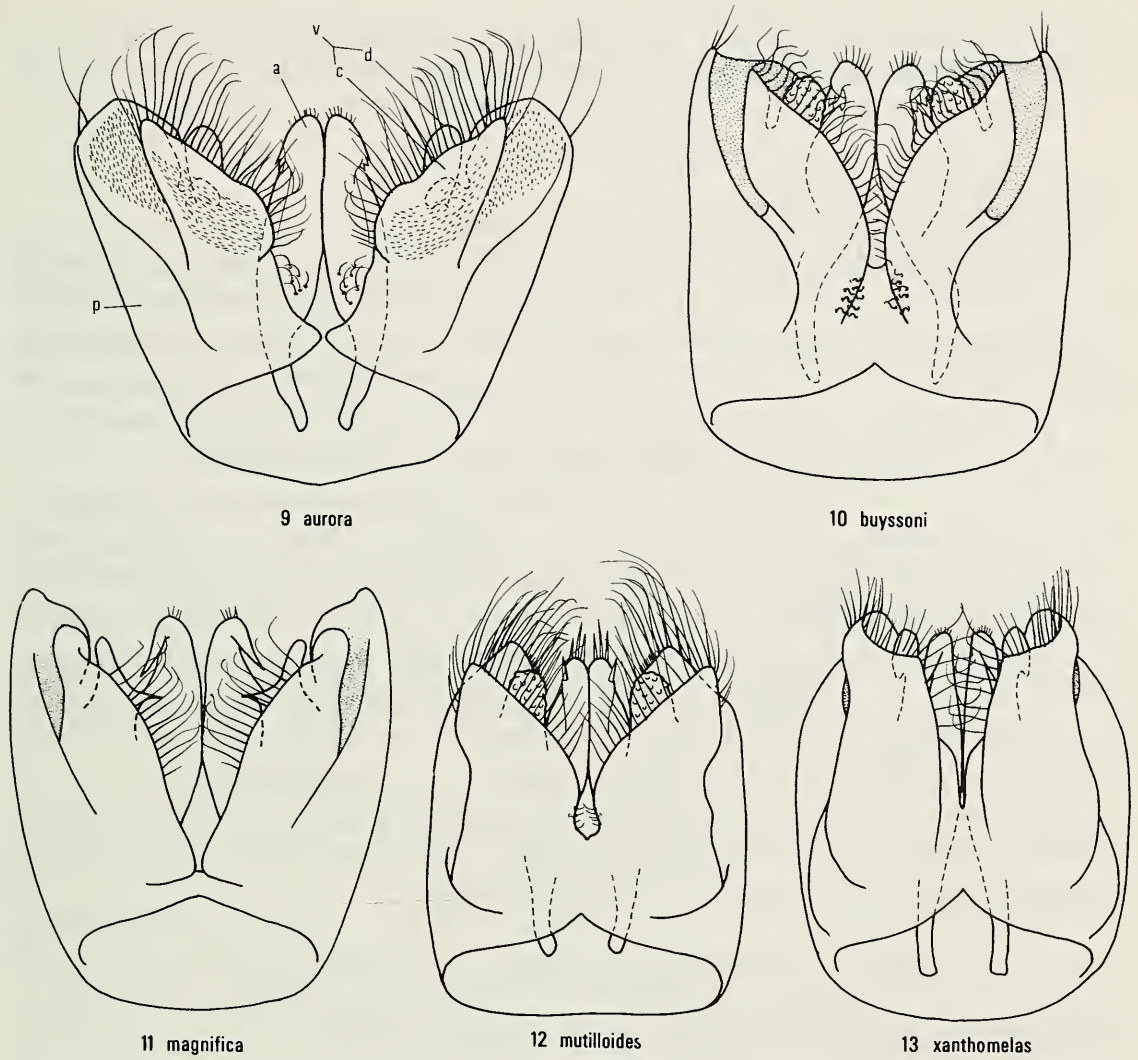 v
d
a
c
p
9 aurora
10 buyssoni
11 magnifica
12 mutilloides
13 xanthomelas